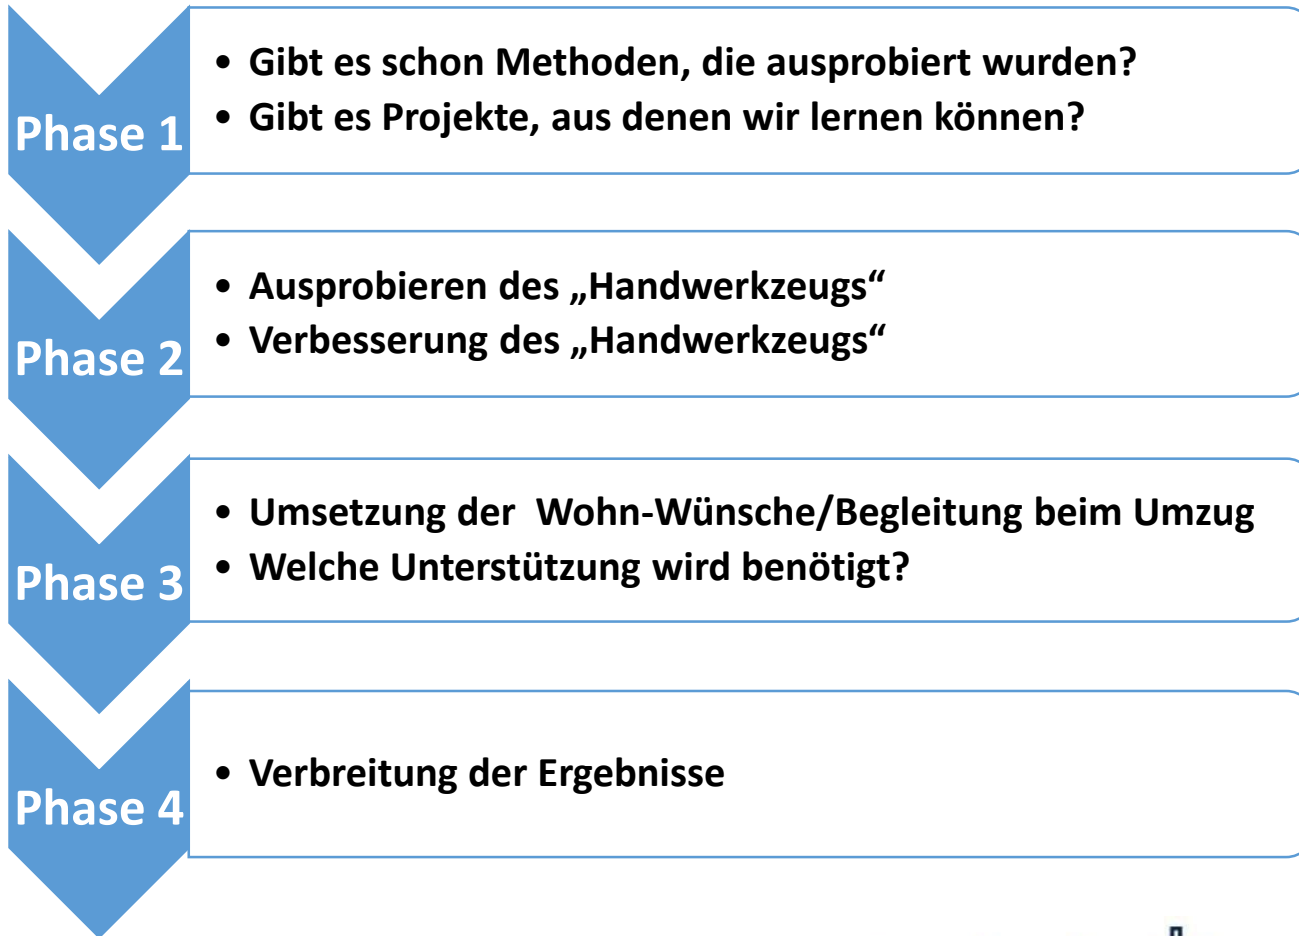 Phase 1
• Gibt es schon Methoden, die ausprobiert wurden?
• Gibt es Projekte, aus denen wir lernen können?
Phase 2
• Ausprobieren des „Handwerkzeugs“
• Verbesserung des „Handwerkzeugs“
Phase 3
• Umsetzung der  Wohn-Wünsche/Begleitung beim Umzug
• Welche Unterstützung wird benötigt?
Phase 4
• Verbreitung der Ergebnisse